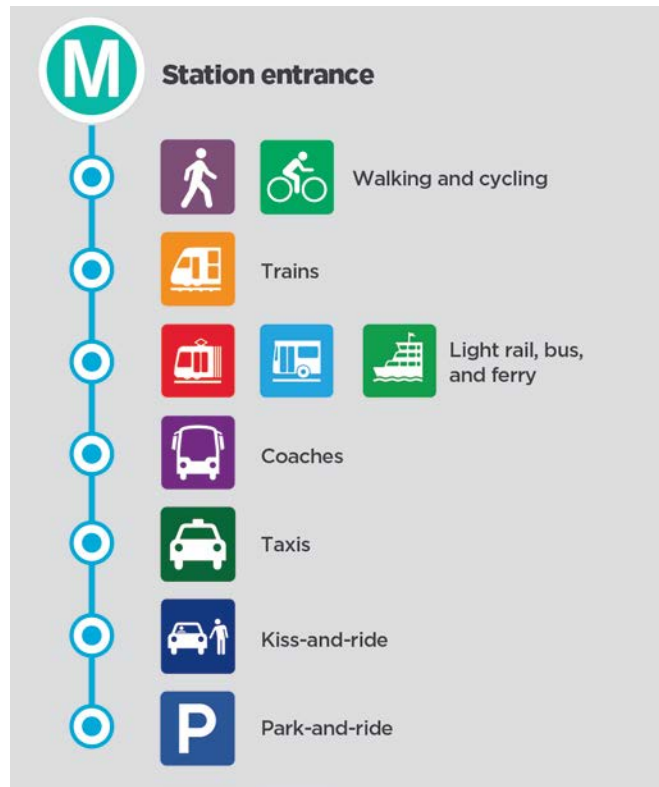 M
Station entrance
Walking and cycling
Trains
Light rail, bus,
and ferry
Coaches
Taxis
Kiss-and-ride
P
Park-and-ride